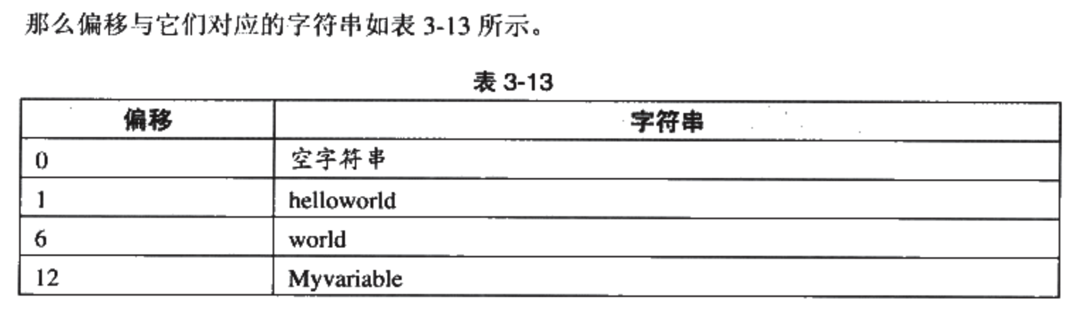 那么偏移与它们对应的字符串如表 3-13 所示。
表 3-13
偏移 字符串
0 空字符串
1 helloworld
6 world
12 Myvariable